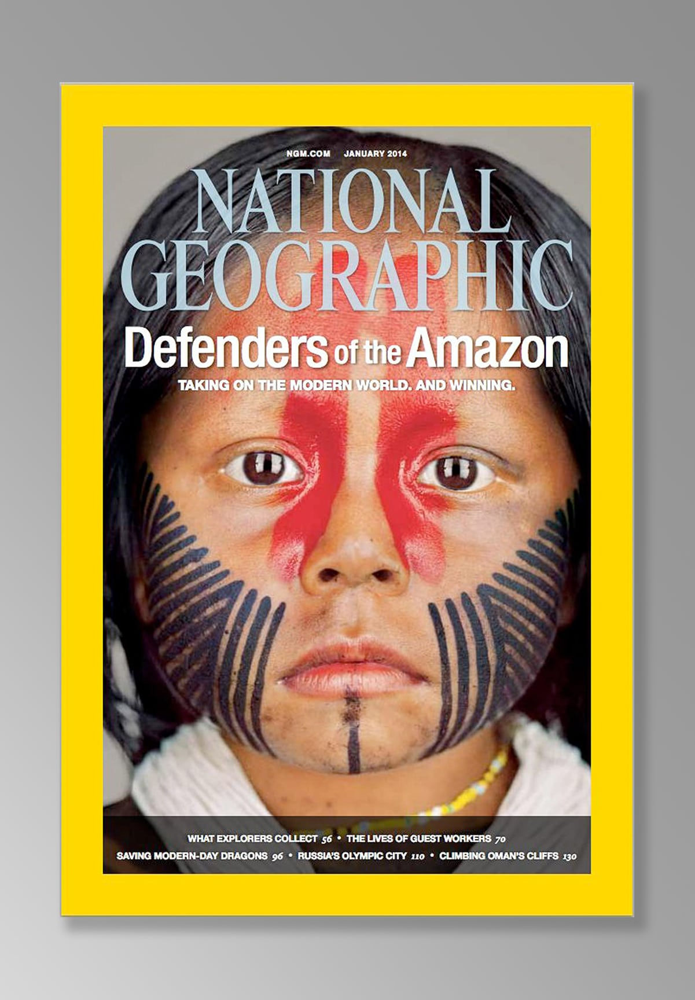 NGM.COM JANUARY 2014
NATIONAL
GEOGRAPHIC
Defenders of the Amazon
TAKING ON THE MODERN WORLD. AND WINNING.
WHAT EXPLORERS COLLECT 56 • THE LIVES OF GUEST WORKERS 70
SAVING MODERN-DAY DRAGONS 96 • RUSSIA'S OLYMPIC CITY 110 • CLIMBING OMAN'S CLIFFS 130